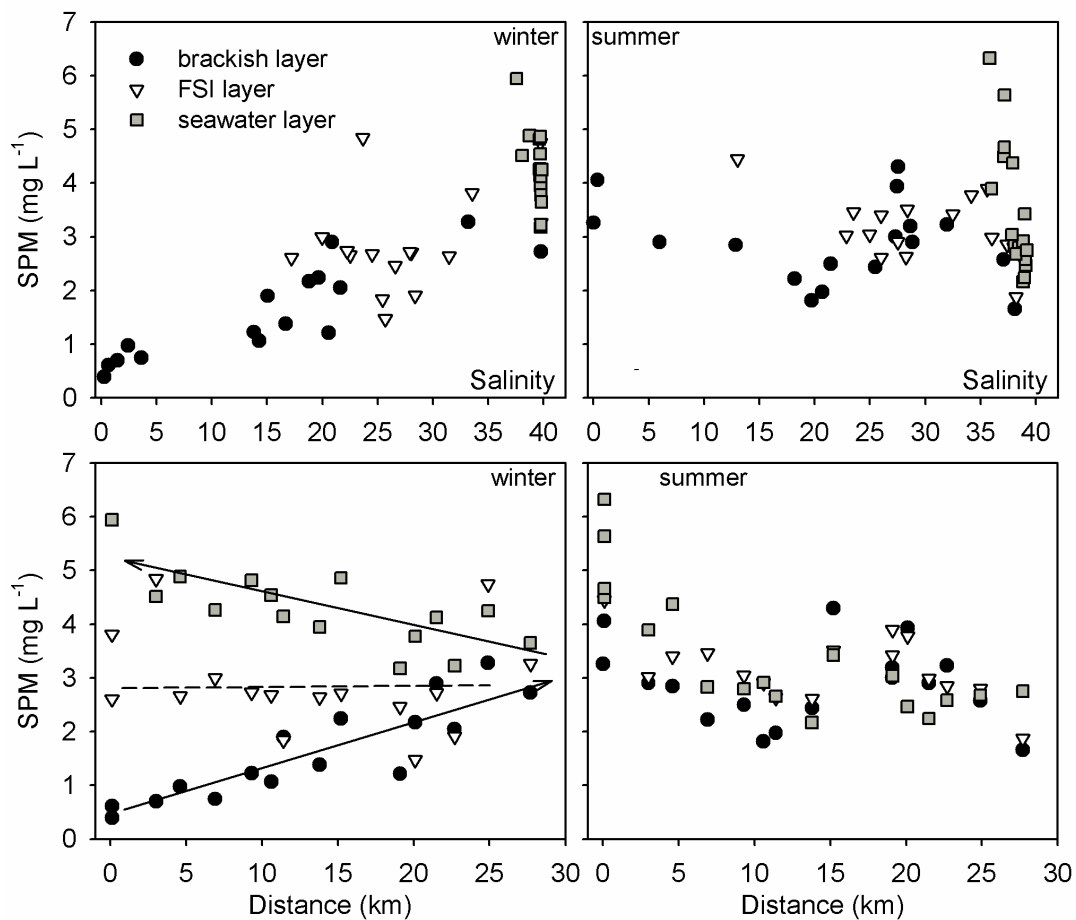 7
6
5
4
3
2
1
0
SPM (mg L⁻¹)
winter
brackish layer
FSI layer
seawater layer
Salinity
0 5 10 15 20 25 30 35 40
summer
Salinity
0 5 10 15 20 25 30 35 40
7
6
5
4
3
2
1
0
SPM (mg L⁻¹)
winter
0 5 10 15 20 25 30
Distance (km)
summer
0 5 10 15 20 25 30
Distance (km)